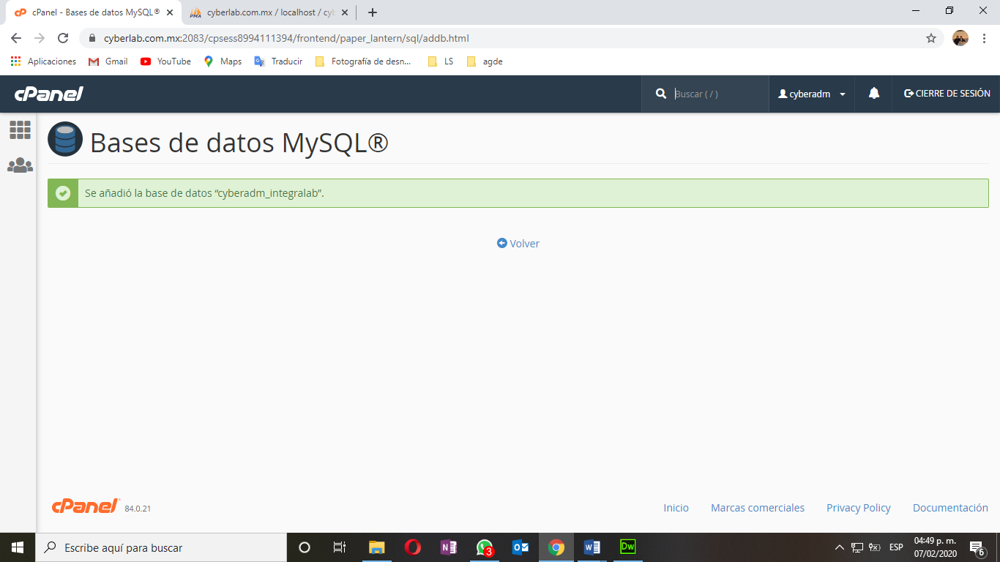 cPanel - Bases de datos MySQL®
cyberlab.com.mx / localhost / cyb
cyberlab.com.mx:2083/cpsess8994111394/frontend/paper_lantern/sql/addb.html
Aplicaciones
Gmail
YouTube
Maps
Traducir
Fotografía de desn...
LS
agde
cPanel
Buscar ( / )
cyberadm
CIERRE DE SESIÓN
Bases de datos MySQL®
Se añadió la base de datos “cyberadm_integralab”.
Volver
cPanel
84.0.21
Inicio
Marcas comerciales
Privacy Policy
Documentación
Escribe aquí para buscar
3
Dw
ESP
04:49 p. m.
07/02/2020
6